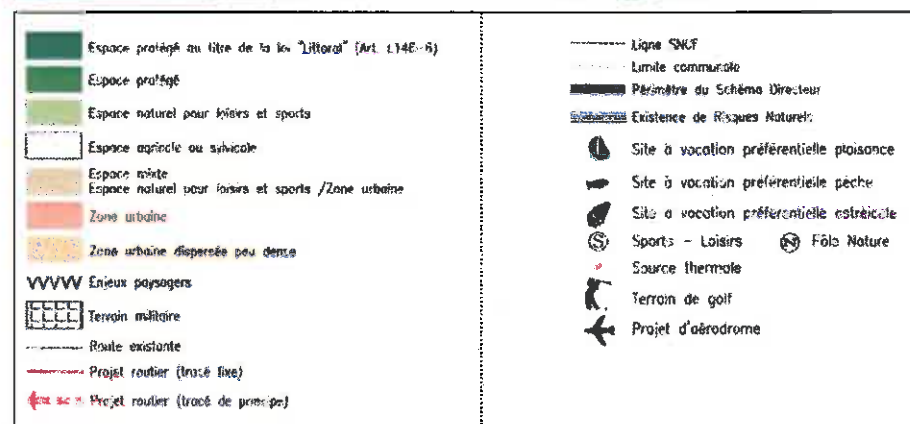 Espace protégé au titre de la loi "Littoral" (Art. L146-6)
Espace protégé
Espace naturel pour loisirs et sports
Espace agricole ou sylvicole
Espace mixte
Espace naturel pour loisirs et sports /Zone urbaine
Zone urbaine
Zone urbaine dispersée peu dense
Enjeux paysagers
Terrain militaire
Route existante
Projet routier (tracé fixe)
Projet routier (tracé de principe)
Ligne SNCF
Limite communale
Périmètre du Schéma Directeur
Existence de Risques Naturels
Site à vocation préférentielle plaisance
Site à vocation préférentielle pêche
Site a vocation préférentielle ostréicole
S Sports - Loisirs
N Pôle Nature
Source thermale
Terrain de golf
Projet d'aérodrome